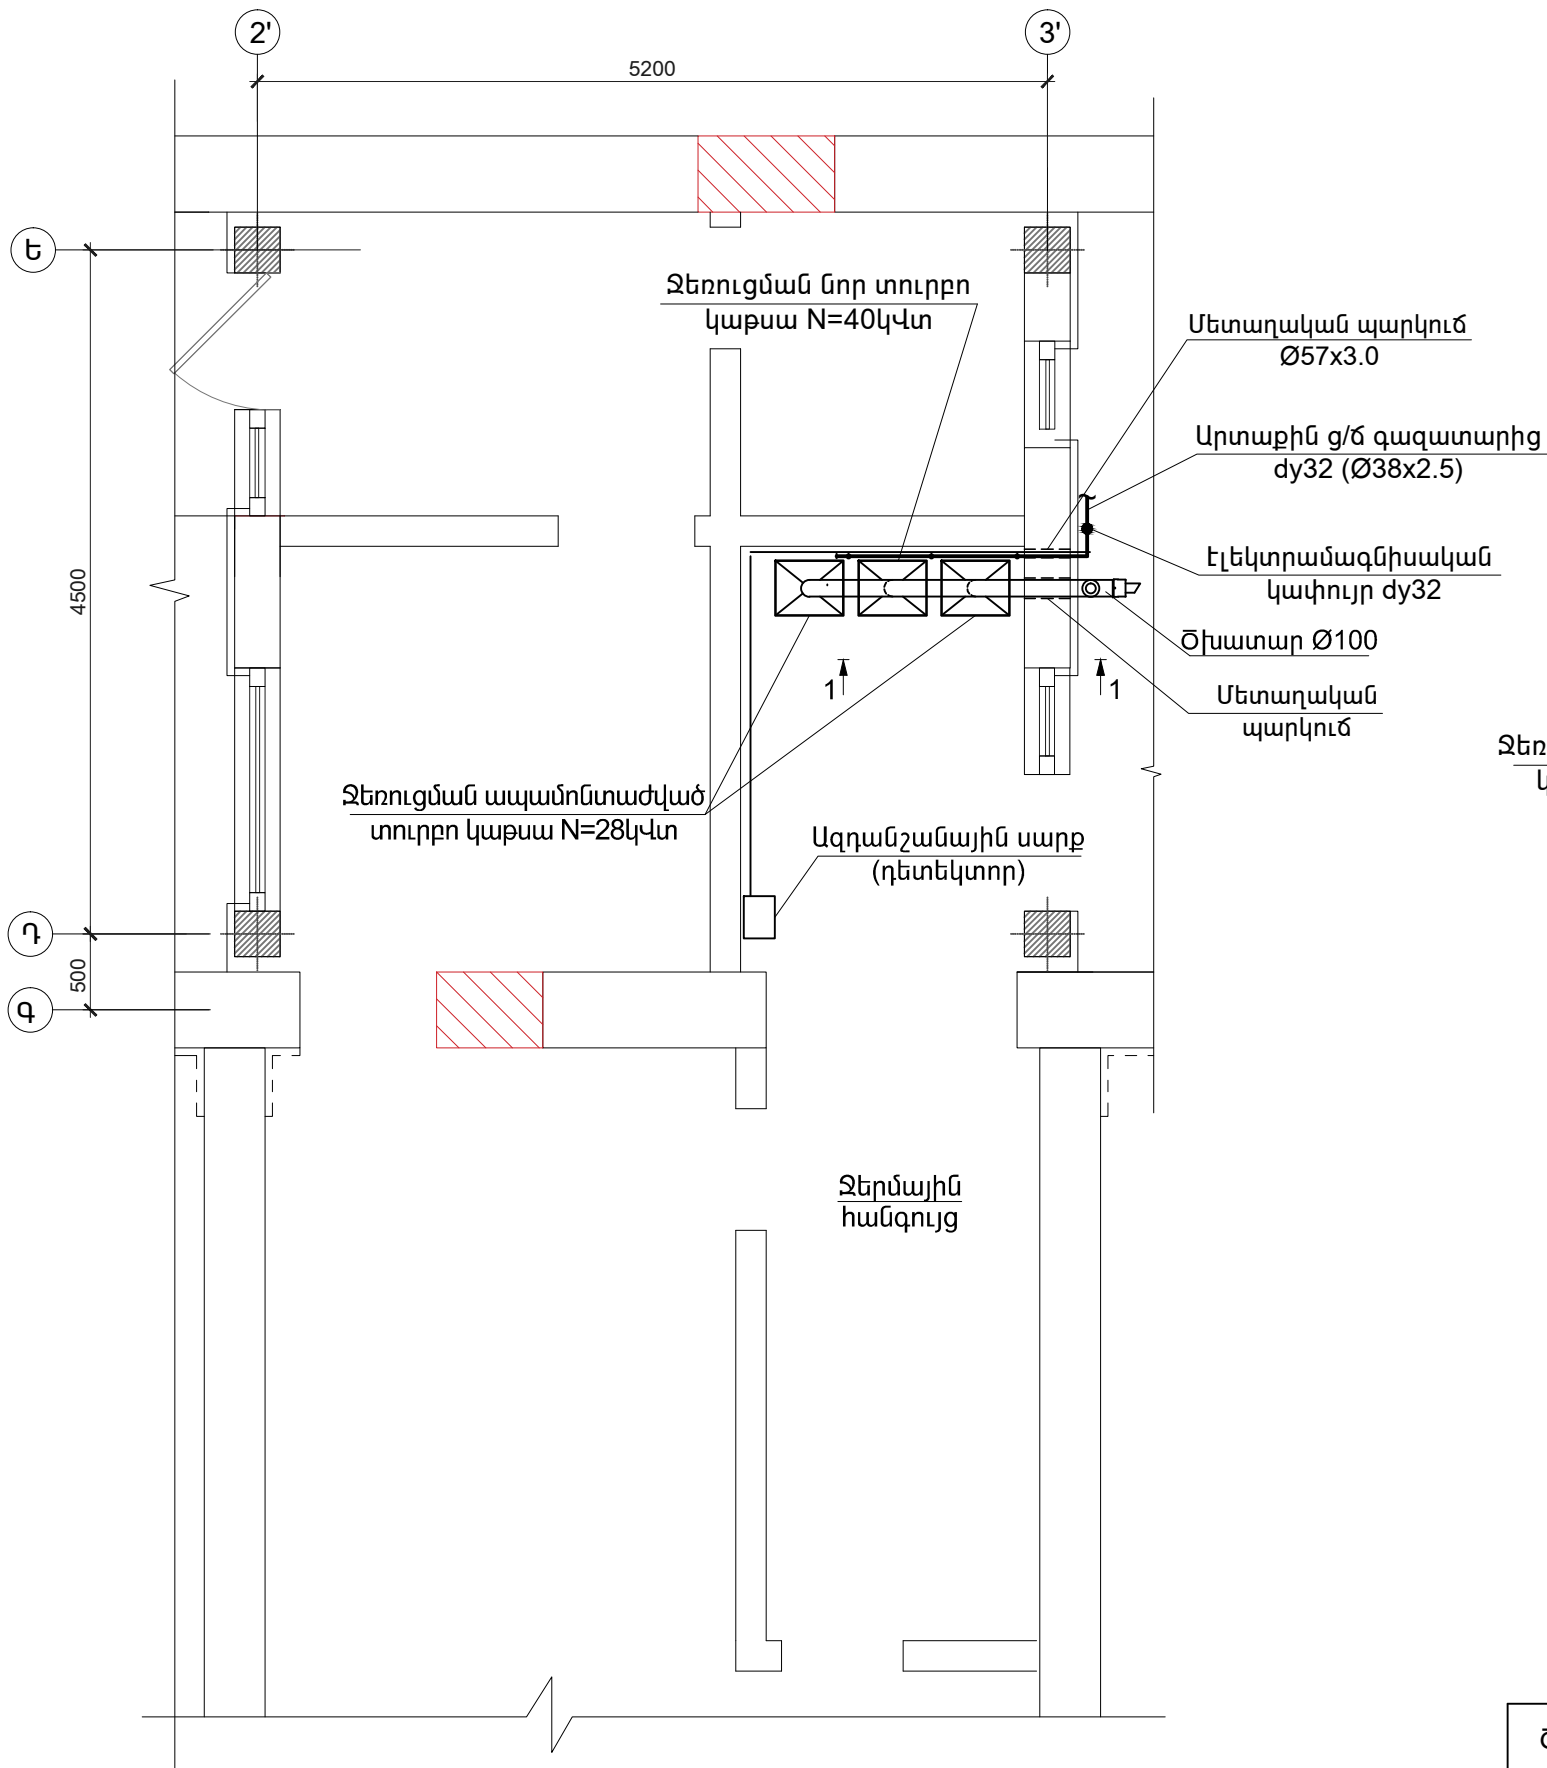 2'
3'
5200
Ե
Ջեռուցման նոր տուրբո
կաթսա N=40կՎտ
Մետաղական պարկուճ
Ø57x3.0
Արտաքին ց/ճ գազատարից
dy32 (Ø38x2.5)
Էլեկտրամագնիսական
կափույր dy32
4500
Ծխատար Ø100
1
1
Մետաղական
պարկուճ
Ջեռ
Ջեռուցման ապամոնտաժված
տուրբո կաթսա N=28կՎտ
Ազդանշանային սարք
(դետեկտոր)
Դ
500
Գ
Ջերմային
հանգույց